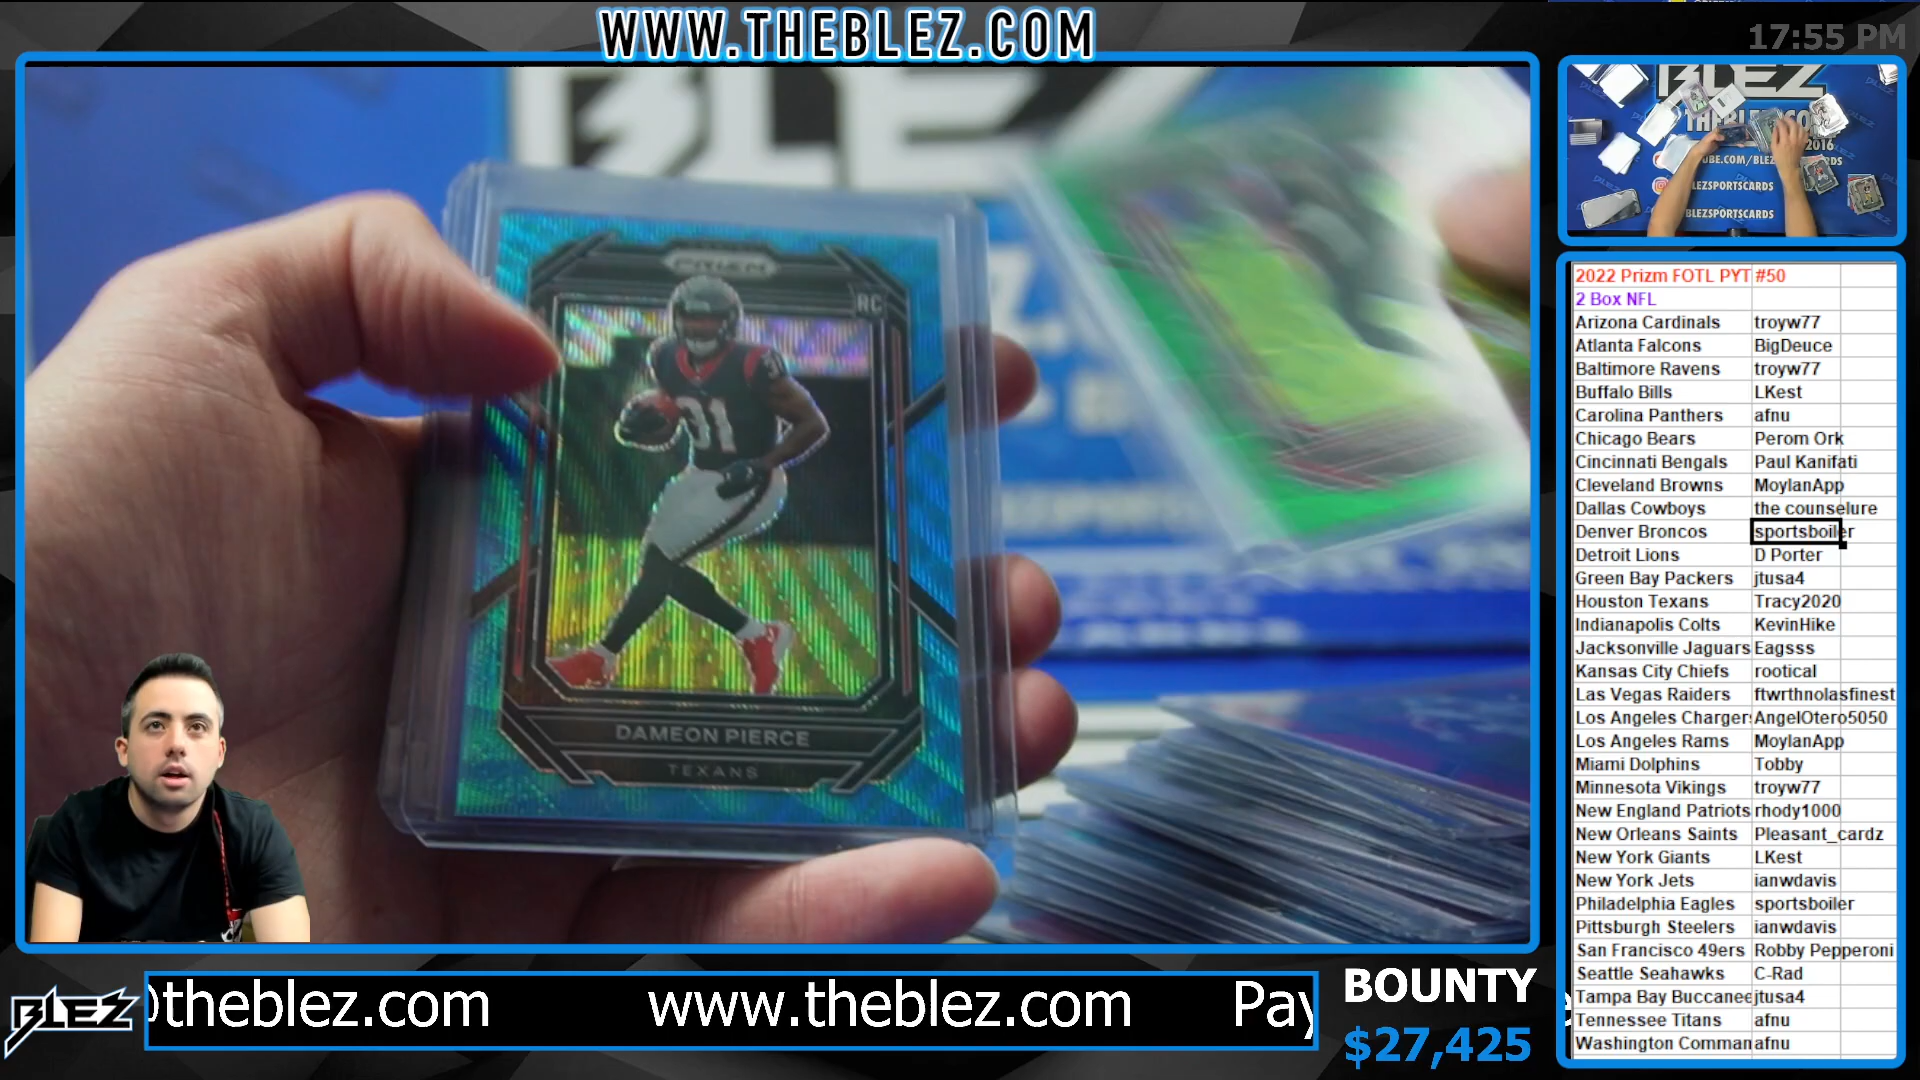 WWW.THEBLEZ.COM
17:55 PM
BLEZ
2016
BLEZSPORTSCARDS
BLEZSPORTSCARDS
PRIZM
RC
31
DAMEON PIERCE
TEXANS
2022 Prizm FOTL PYT #50
2 Box NFL
Arizona Cardinals troyw77
Atlanta Falcons BigDeuce
Baltimore Ravens troyw77
Buffalo Bills LKest
Carolina Panthers afnu
Chicago Bears Perom Ork
Cincinnati Bengals Paul Kanifati
Cleveland Browns MoylanApp
Dallas Cowboys the counselure
Denver Broncos sportsboiler
Detroit Lions D Porter
Green Bay Packers jtusa4
Houston Texans Tracy2020
Indianapolis Colts KevinHike
Jacksonville Jaguars Eagsss
Kansas City Chiefs rootical
Las Vegas Raiders ftwrthnolasfinest
Los Angeles Charger AngelOtero5050
Los Angeles Rams MoylanApp
Miami Dolphins Tobby
Minnesota Vikings troyw77
New England Patriots rhody1000
New Orleans Saints Pleasant_cardz
New York Giants LKest
New York Jets ianwdavis
Philadelphia Eagles sportsboiler
Pittsburgh Steelers ianwdavis
San Francisco 49ers Robby Pepperoni
Seattle Seahawks C-Rad
Tampa Bay Buccanee jtusa4
Tennessee Titans afnu
Washington Comman afnu
BLEZ
@theblez.com www.theblez.com Pay
BOUNTY
$27,425